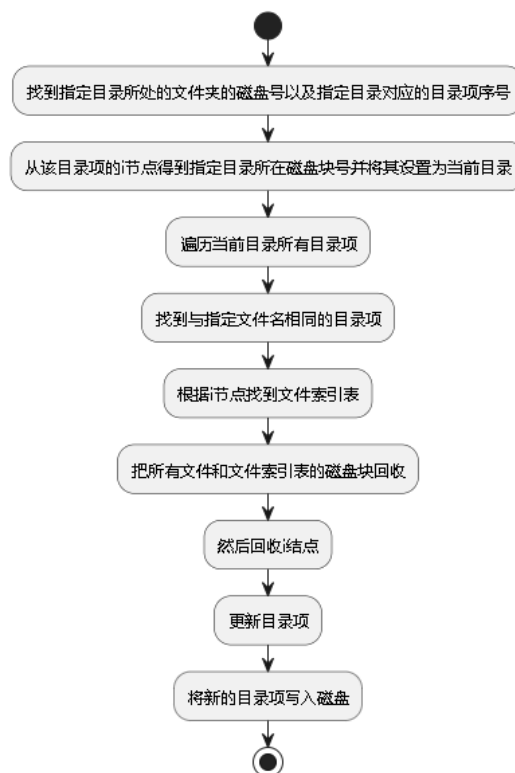 找到指定目录所处的文件夹的磁盘号以及指定目录对应的目录项序号
从该目录项的i节点得到指定目录所在磁盘块号并将其设置为当前目录
遍历当前目录所有目录项
找到与指定文件名相同的目录项
根据i节点找到文件索引表
把所有文件和文件索引表的磁盘块回收
然后回收i结点
更新目录项
将新的目录项写入磁盘